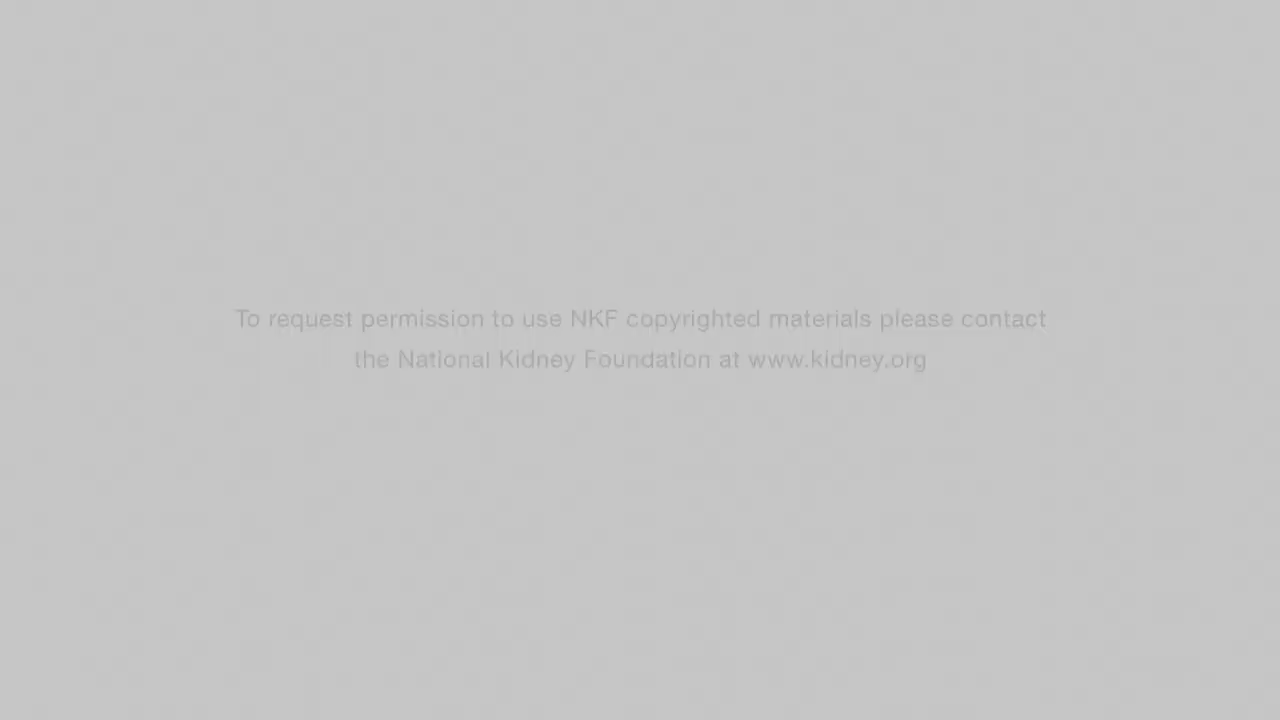 To request permission to use NKF copyrighted materials please contact
the National Kidney Foundation at www.kidney.org